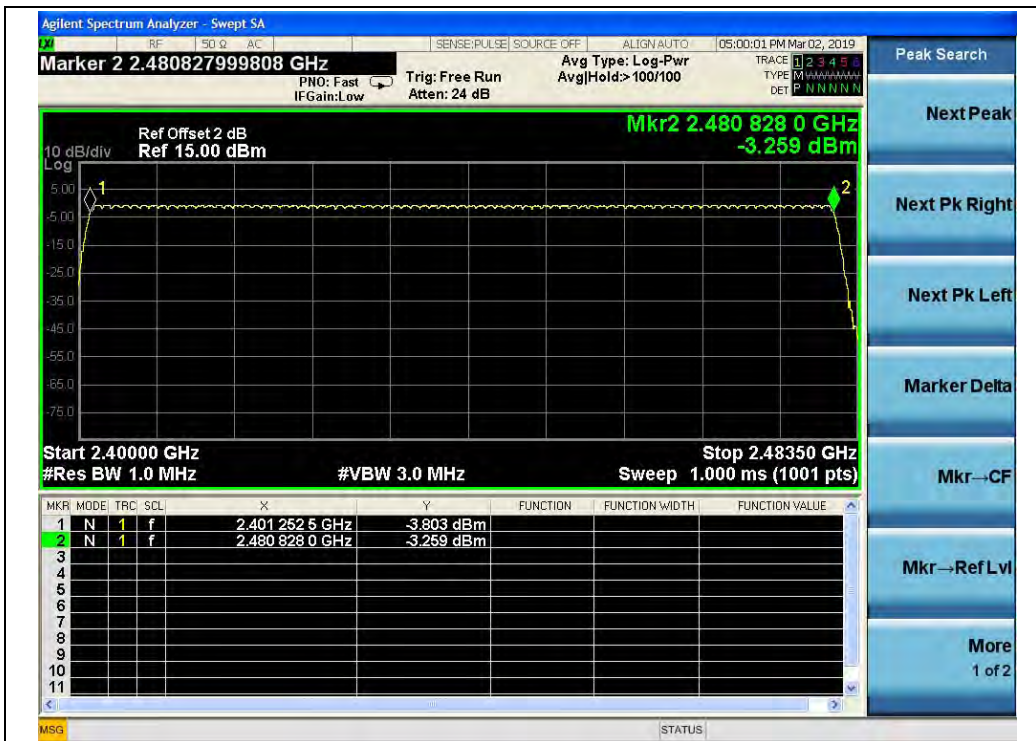 Agilent Spectrum Analyzer - Swept SA
LXI RF 50 Ω AC SENSE:PULSE SOURCE OFF ALIGNAUTO 05:00:01 PM Mar 02, 2019
Marker 2 2.480827999808 GHz
PNO: Fast
IFGain:Low
Trig: Free Run
Atten: 24 dB
Avg Type: Log-Pwr
Avg|Hold:>100/100
TRACE 1 2 3 4 5 6
TYPE M
DET P N N N N N
Peak Search
Mkr2 2.480 828 0 GHz
-3.259 dBm
Ref Offset 2 dB
10 dB/div Ref 15.00 dBm
Log
5.00
-5.00
-15.0
-25.0
-35.0
-45.0
-55.0
-65.0
-75.0
1
2
Start 2.40000 GHz Stop 2.48350 GHz
#Res BW 1.0 MHz #VBW 3.0 MHz Sweep 1.000 ms (1001 pts)
MKR MODE TRC SCL X Y FUNCTION FUNCTION WIDTH FUNCTION VALUE
1 N 1 f 2.401 252 5 GHz -3.803 dBm
2 N 1 f 2.480 828 0 GHz -3.259 dBm
3
4
5
6
7
8
9
10
11
Next Peak
Next Pk Right
Next Pk Left
Marker Delta
Mkr→CF
Mkr→Ref Lvl
More
1 of 2
MSG STATUS